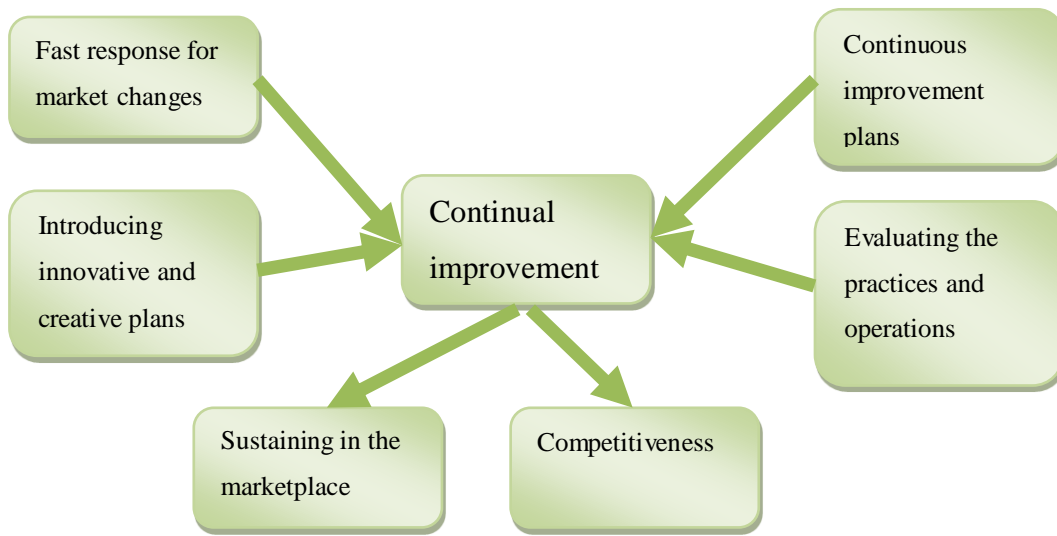 Fast response for
market changes
Continuous
improvement
plans
Introducing
innovative and
creative plans
Continual
improvement
Evaluating the
practices and
operations
Sustaining in the
marketplace
Competitiveness